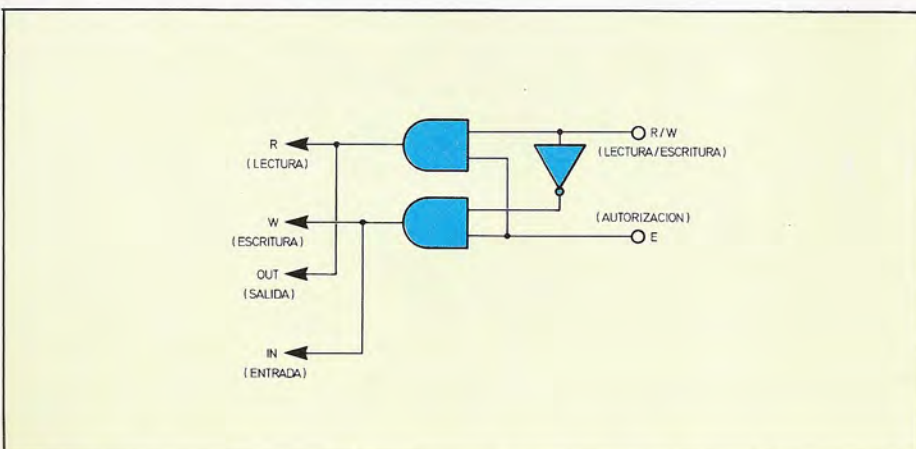 R
(LECTURA)
W
(ESCRITURA)
OUT
(SALIDA)
IN
(ENTRADA)
R/W
(LECTURA/ESCRITURA)
(AUTORIZACION)
E